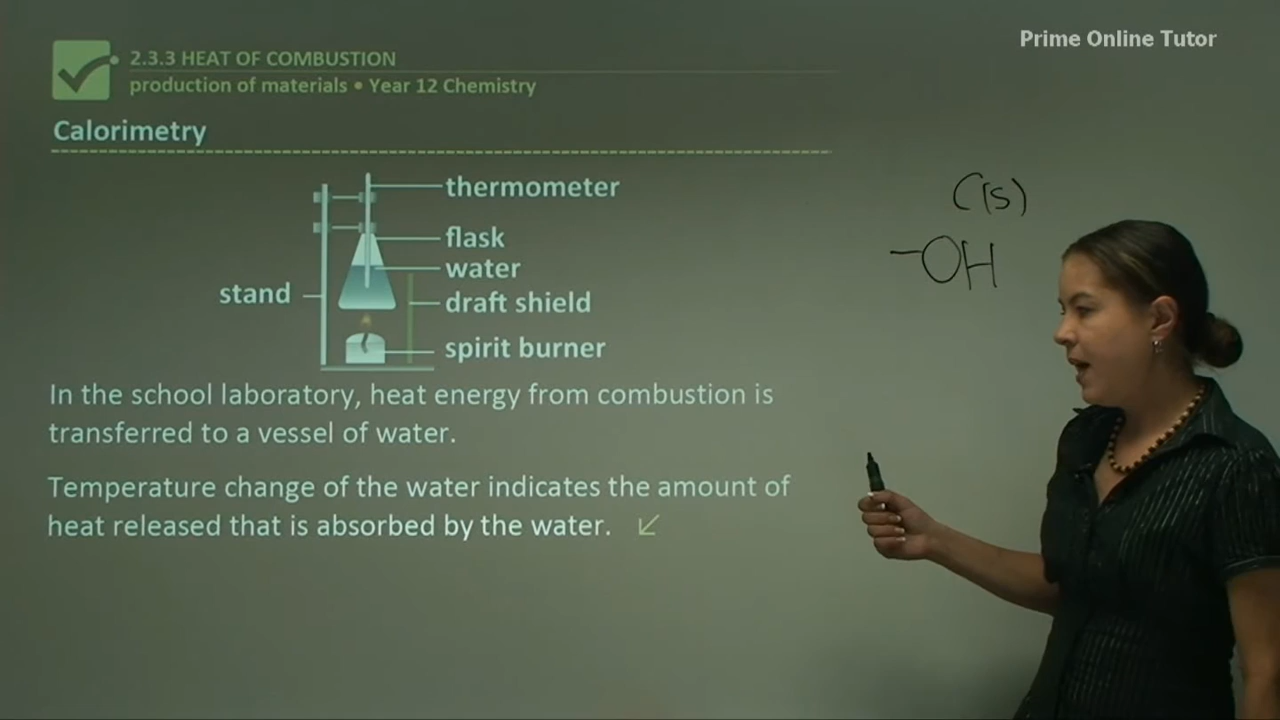 Prime Online Tutor
2.3.3 HEAT OF COMBUSTION
production of materials • Year 12 Chemistry
Calorimetry
thermometer
flask
water
stand
draft shield
spirit burner
In the school laboratory, heat energy from combustion is
transferred to a vessel of water.
Temperature change of the water indicates the amount of
heat released that is absorbed by the water.
C(s)
-OH